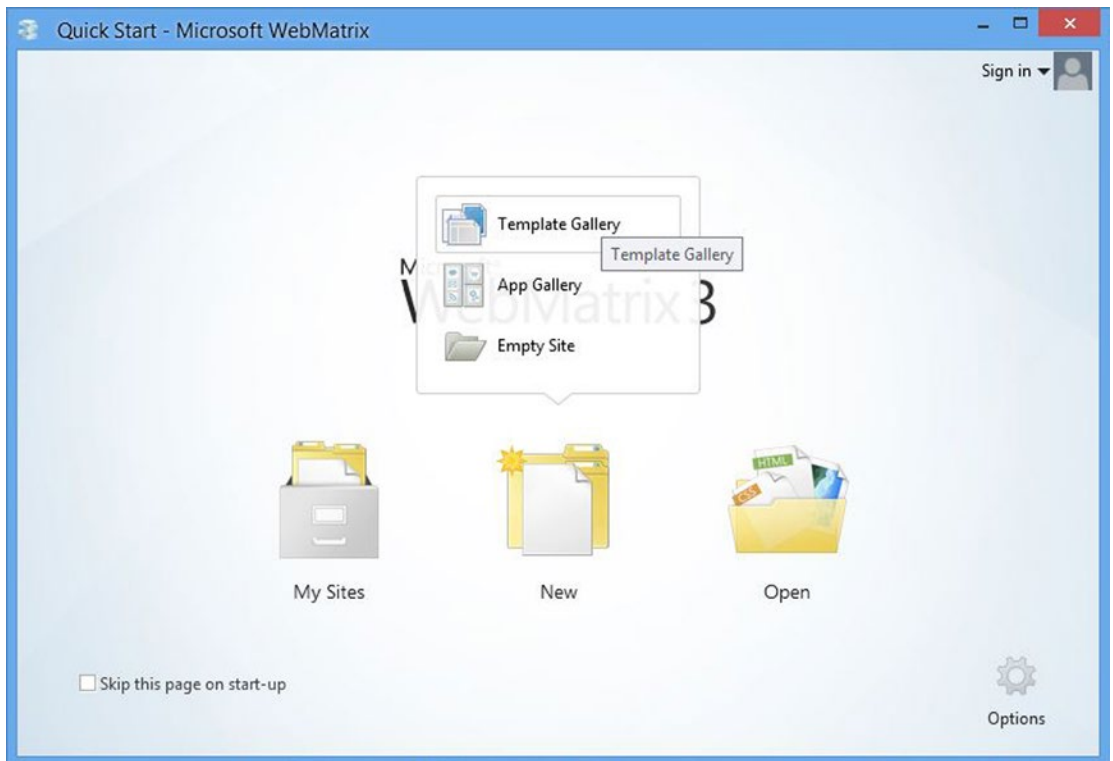 Quick Start - Microsoft WebMatrix
Sign in
Template Gallery
Template Gallery
Microsoft®
WebMatrix 3
App Gallery
Empty Site
HTML
CSS
My Sites
New
Open
Skip this page on start-up
Options